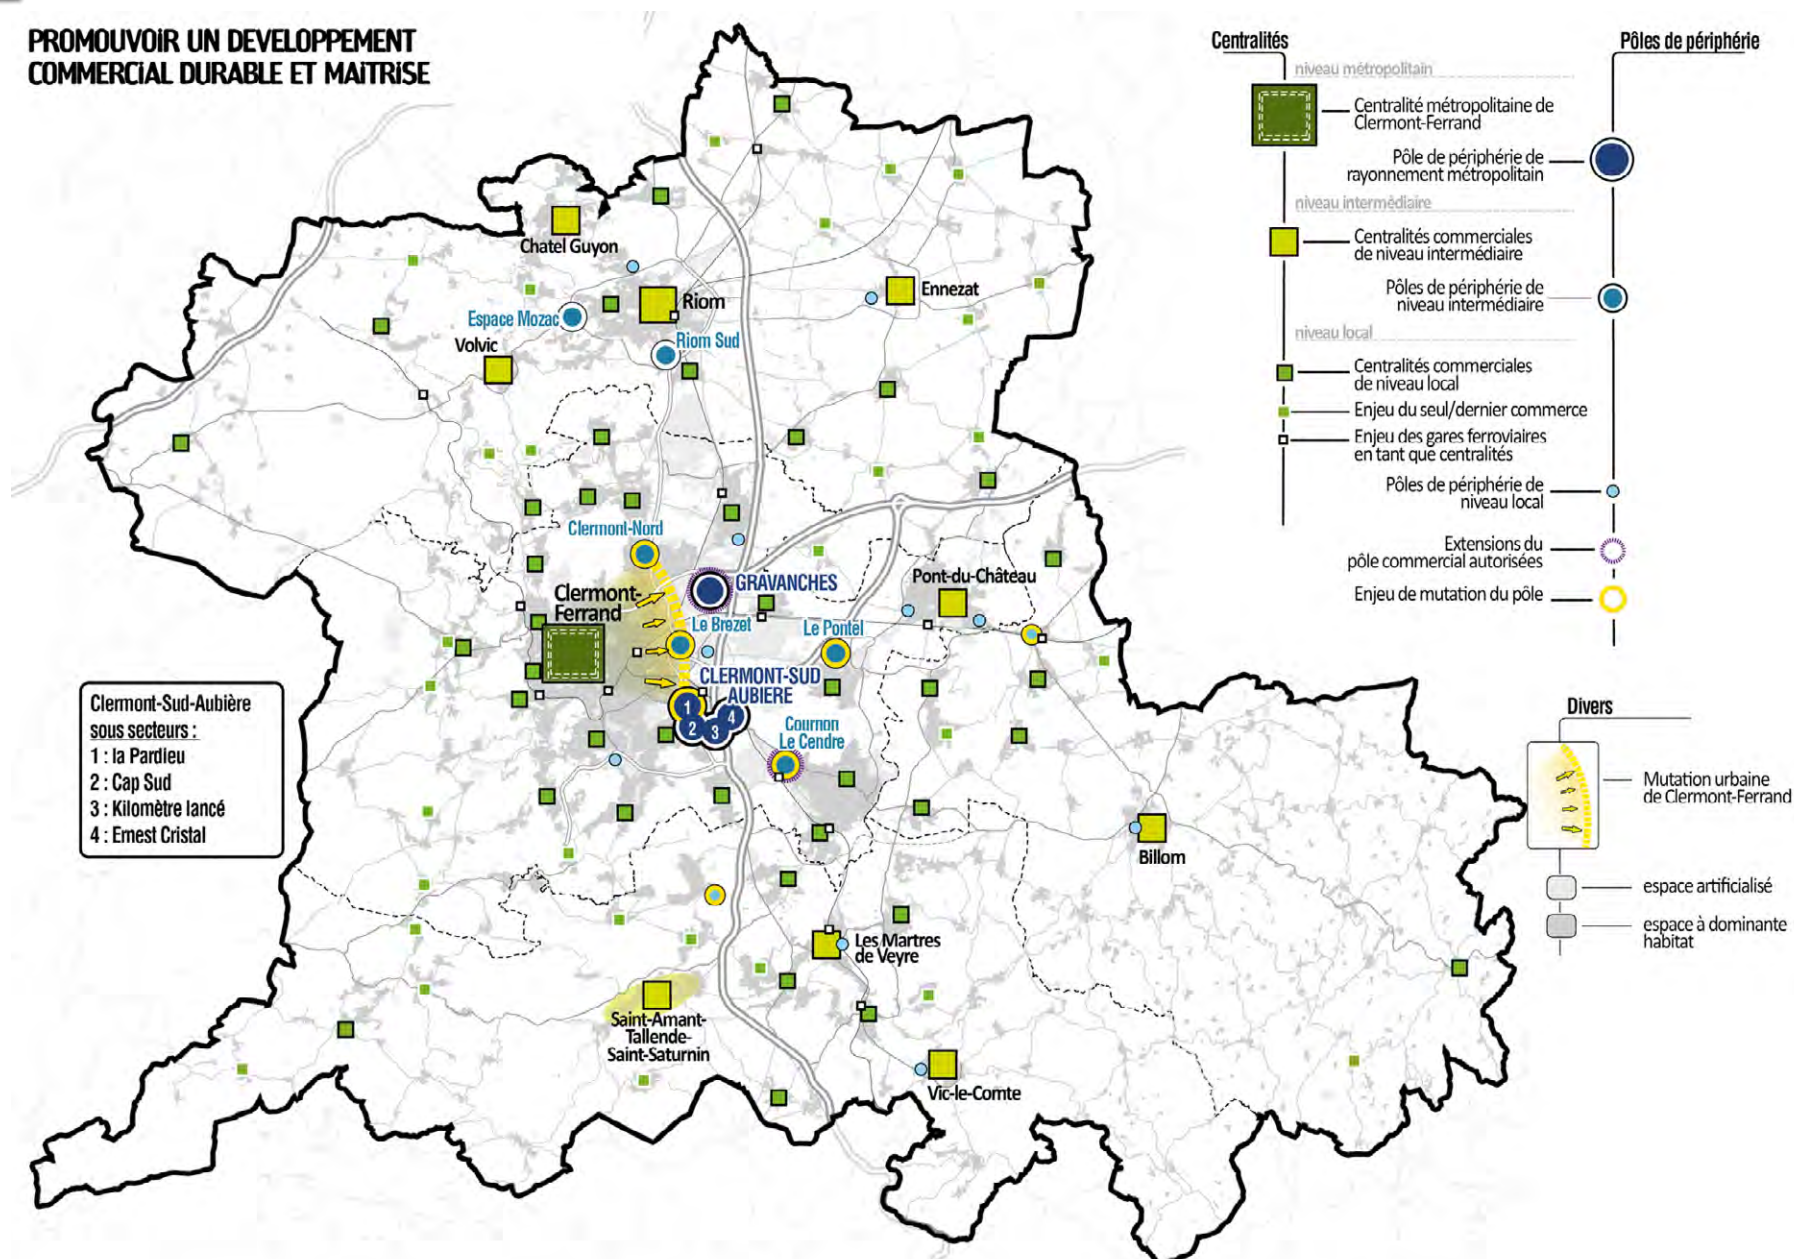 PROMOUVOIR UN DEVELOPPEMENT
COMMERCIAL DURABLE ET MAITRISE
Centralités
Pôles de périphérie
niveau métropolitain
Centralité métropolitaine de
Clermont-Ferrand
Pôle de périphérie de
rayonnement métropolitain
niveau intermédiaire
Centralités commerciales
de niveau intermédiaire
Pôles de périphérie de
niveau intermédiaire
niveau local
Centralités commerciales
de niveau local
Enjeu du seul/dernier commerce
Enjeu des gares ferroviaires
en tant que centralités
Pôles de périphérie de
niveau local
Extensions du
pôle commercial autorisées
Enjeu de mutation du pôle
Divers
Mutation urbaine
de Clermont-Ferrand
espace artificialisé
espace à dominante
habitat
Chatel Guyon
Riom
Ennezat
Espace Mozac
Riom Sud
Volvic
Clermont-Nord
GRAVANCHES
Pont-du-Château
Clermont-
Ferrand
Le Brezet
Le Pontel
CLERMONT-SUD
AUBIERE
1
2
3
4
Cournon
Le Cendre
Billom
Les Martres
de Veyre
Saint-Amant-
Tallende-
Saint-Saturnin
Vic-le-Comte
Clermont-Sud-Aubière
sous secteurs :
1 : la Pardieu
2 : Cap Sud
3 : Kilomètre lancé
4 : Ernest Cristal